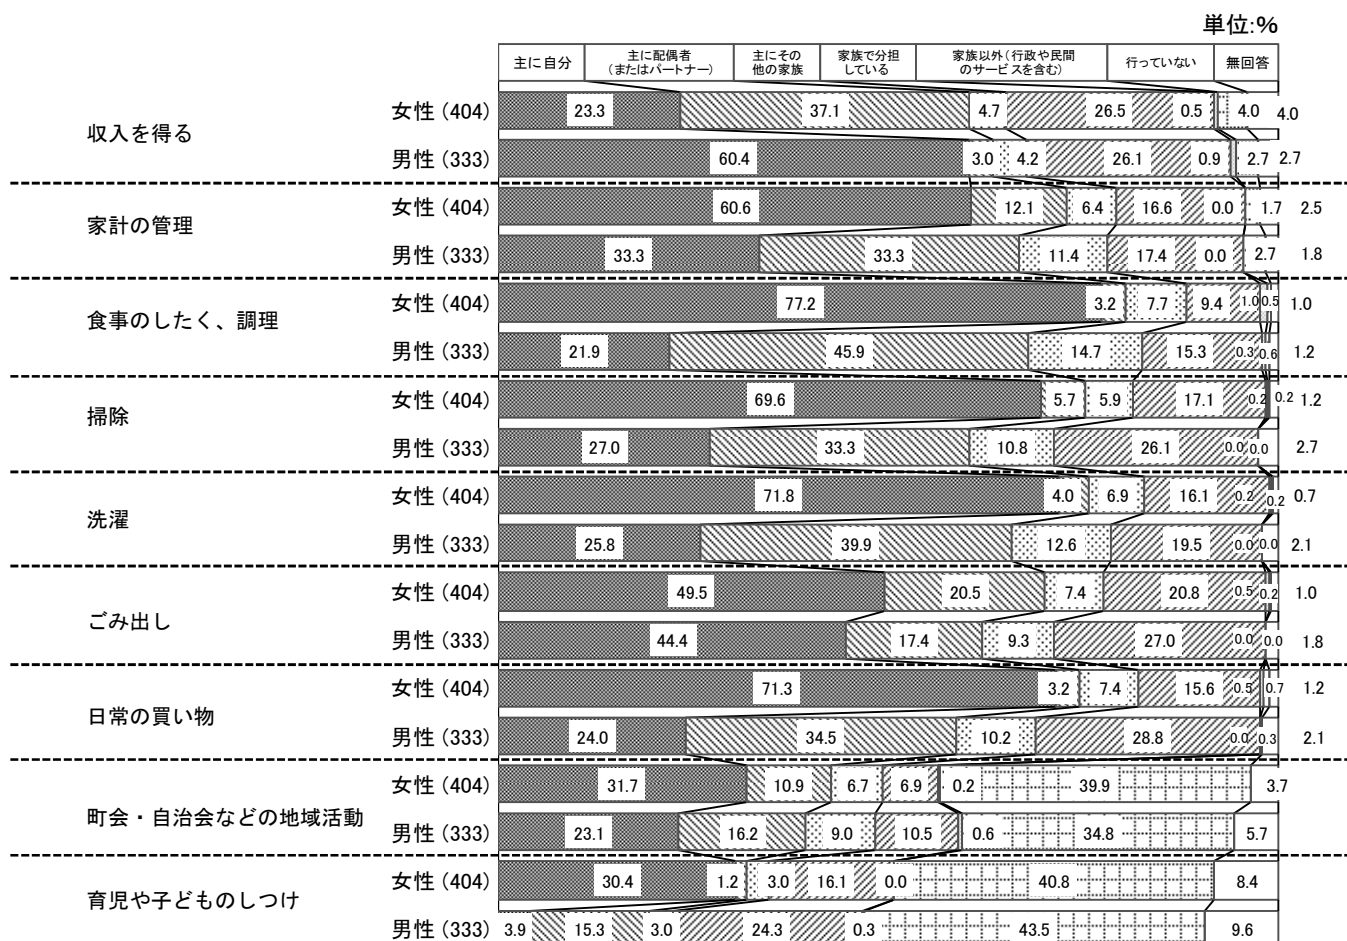 単位:%
主に自分 主に配偶者（またはパートナー） 主にその他の家族 家族で分担している 家族以外（行政や民間のサービスを含む） 行っていない 無回答
収入を得る
女性（404） 23.3 37.1 4.7 26.5 0.5 4.0 4.0
男性（333） 60.4 3.0 4.2 26.1 0.9 2.7 2.7
家計の管理
女性（404） 60.6 12.1 6.4 16.6 0.0 1.7 2.5
男性（333） 33.3 33.3 11.4 17.4 0.0 2.7 1.8
食事のしたく、調理
女性（404） 77.2 3.2 7.7 9.4 1.0 0.5 1.0
男性（333） 21.9 45.9 14.7 15.3 0.3 0.6 1.2
掃除
女性（404） 69.6 5.7 5.9 17.1 0.2 0.2 1.2
男性（333） 27.0 33.3 10.8 26.1 0.0 0.0 2.7
洗濯
女性（404） 71.8 4.0 6.9 16.1 0.2 0.2 0.7
男性（333） 25.8 39.9 12.6 19.5 0.0 0.0 2.1
ごみ出し
女性（404） 49.5 20.5 7.4 20.8 0.5 0.2 1.0
男性（333） 44.4 17.4 9.3 27.0 0.0 0.0 1.8
日常の買い物
女性（404） 71.3 3.2 7.4 15.6 0.5 0.7 1.2
男性（333） 24.0 34.5 10.2 28.8 0.0 0.3 2.1
町会・自治会などの地域活動
女性（404） 31.7 10.9 6.7 6.9 0.2 39.9 3.7
男性（333） 23.1 16.2 9.0 10.5 0.6 34.8 5.7
育児や子どものしつけ
女性（404） 30.4 1.2 3.0 16.1 0.0 40.8 8.4
男性（333） 3.9 15.3 3.0 24.3 0.3 43.5 9.6